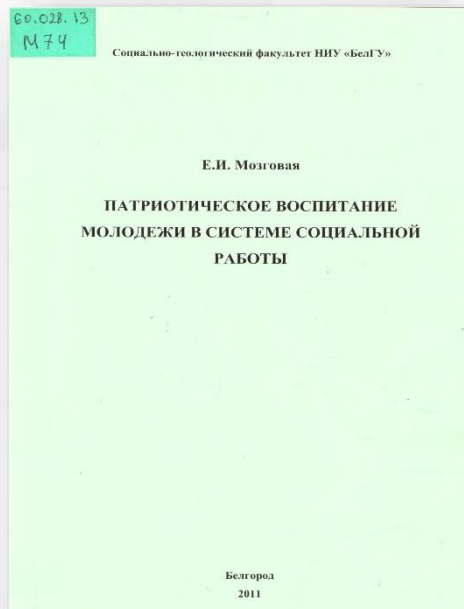 60.028.13
М74
Социально-теологический факультет НИУ «БелГУ»
Е.И. Мозговая
ПАТРИОТИЧЕСКОЕ ВОСПИТАНИЕ
МОЛОДЕЖИ В СИСТЕМЕ СОЦИАЛЬНОЙ
РАБОТЫ
Белгород
2011